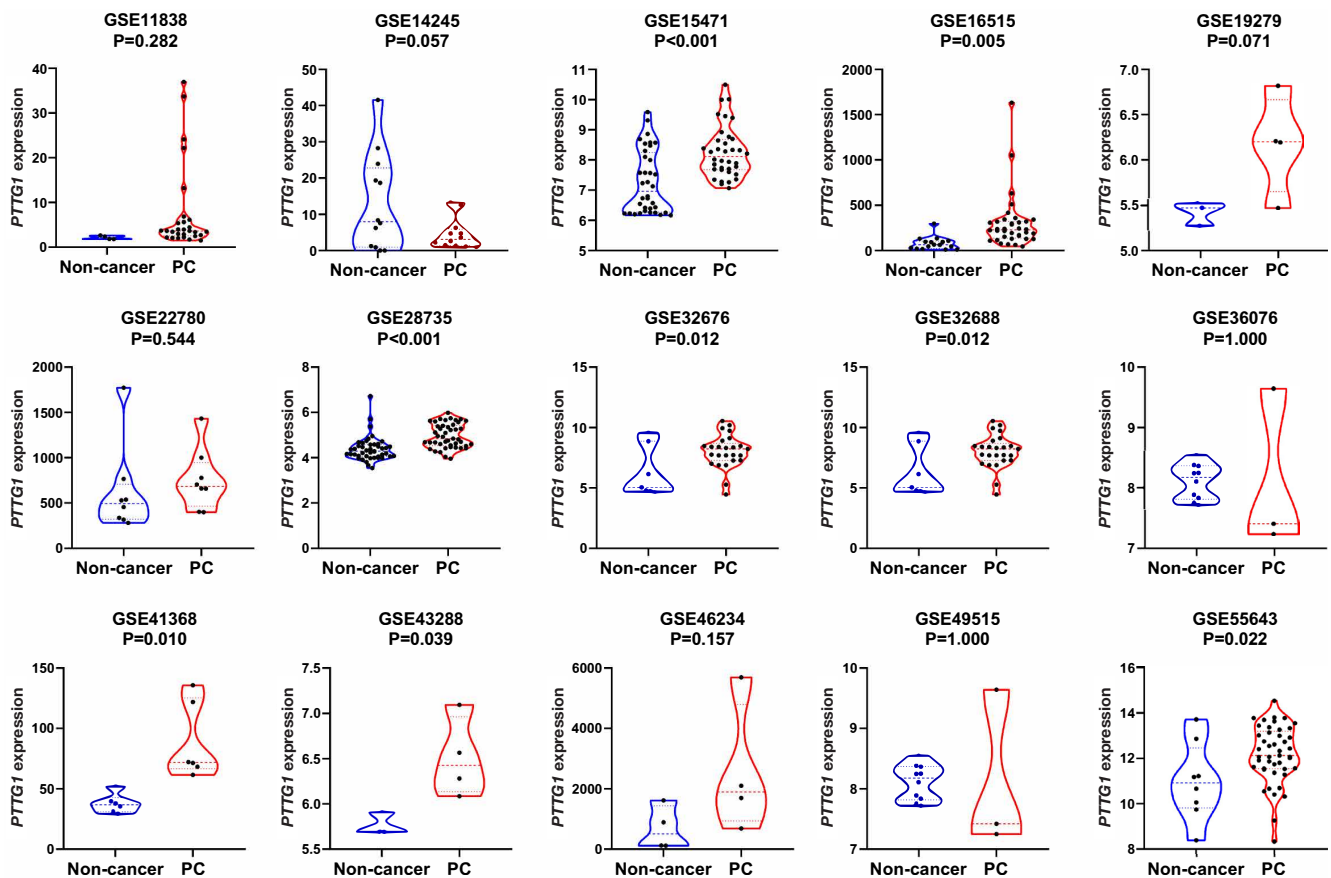 GSE11838
P=0.282
PTTG1 expression
40
30
20
10
0
Non-cancer PC
GSE14245
P=0.057
PTTG1 expression
50
40
30
20
10
0
Non-cancer PC
GSE15471
P<0.001
PTTG1 expression
11
10
9
8
7
6
5
Non-cancer PC
GSE16515
P=0.005
PTTG1 expression
2000
1500
1000
500
0
Non-cancer PC
GSE19279
P=0.071
PTTG1 expression
7.0
6.5
6.0
5.5
5.0
Non-cancer PC
GSE22780
P=0.544
PTTG1 expression
2000
1500
1000
500
0
Non-cancer PC
GSE28735
P<0.001
PTTG1 expression
8
6
4
2
0
Non-cancer PC
GSE32676
P=0.012
PTTG1 expression
15
10
5
0
Non-cancer PC
GSE32688
P=0.012
PTTG1 expression
15
10
5
0
Non-cancer PC
GSE36076
P=1.000
PTTG1 expression
10
9
8
7
Non-cancer PC
GSE41368
P=0.010
PTTG1 expression
150
100
50
0
Non-cancer PC
GSE43288
P=0.039
PTTG1 expression
7.5
7.0
6.5
6.0
5.5
Non-cancer PC
GSE46234
P=0.157
PTTG1 expression
6000
4000
2000
0
Non-cancer PC
GSE49515
P=1.000
PTTG1 expression
10
9
8
7
Non-cancer PC
GSE55643
P=0.022
PTTG1 expression
16
14
12
10
8
Non-cancer PC